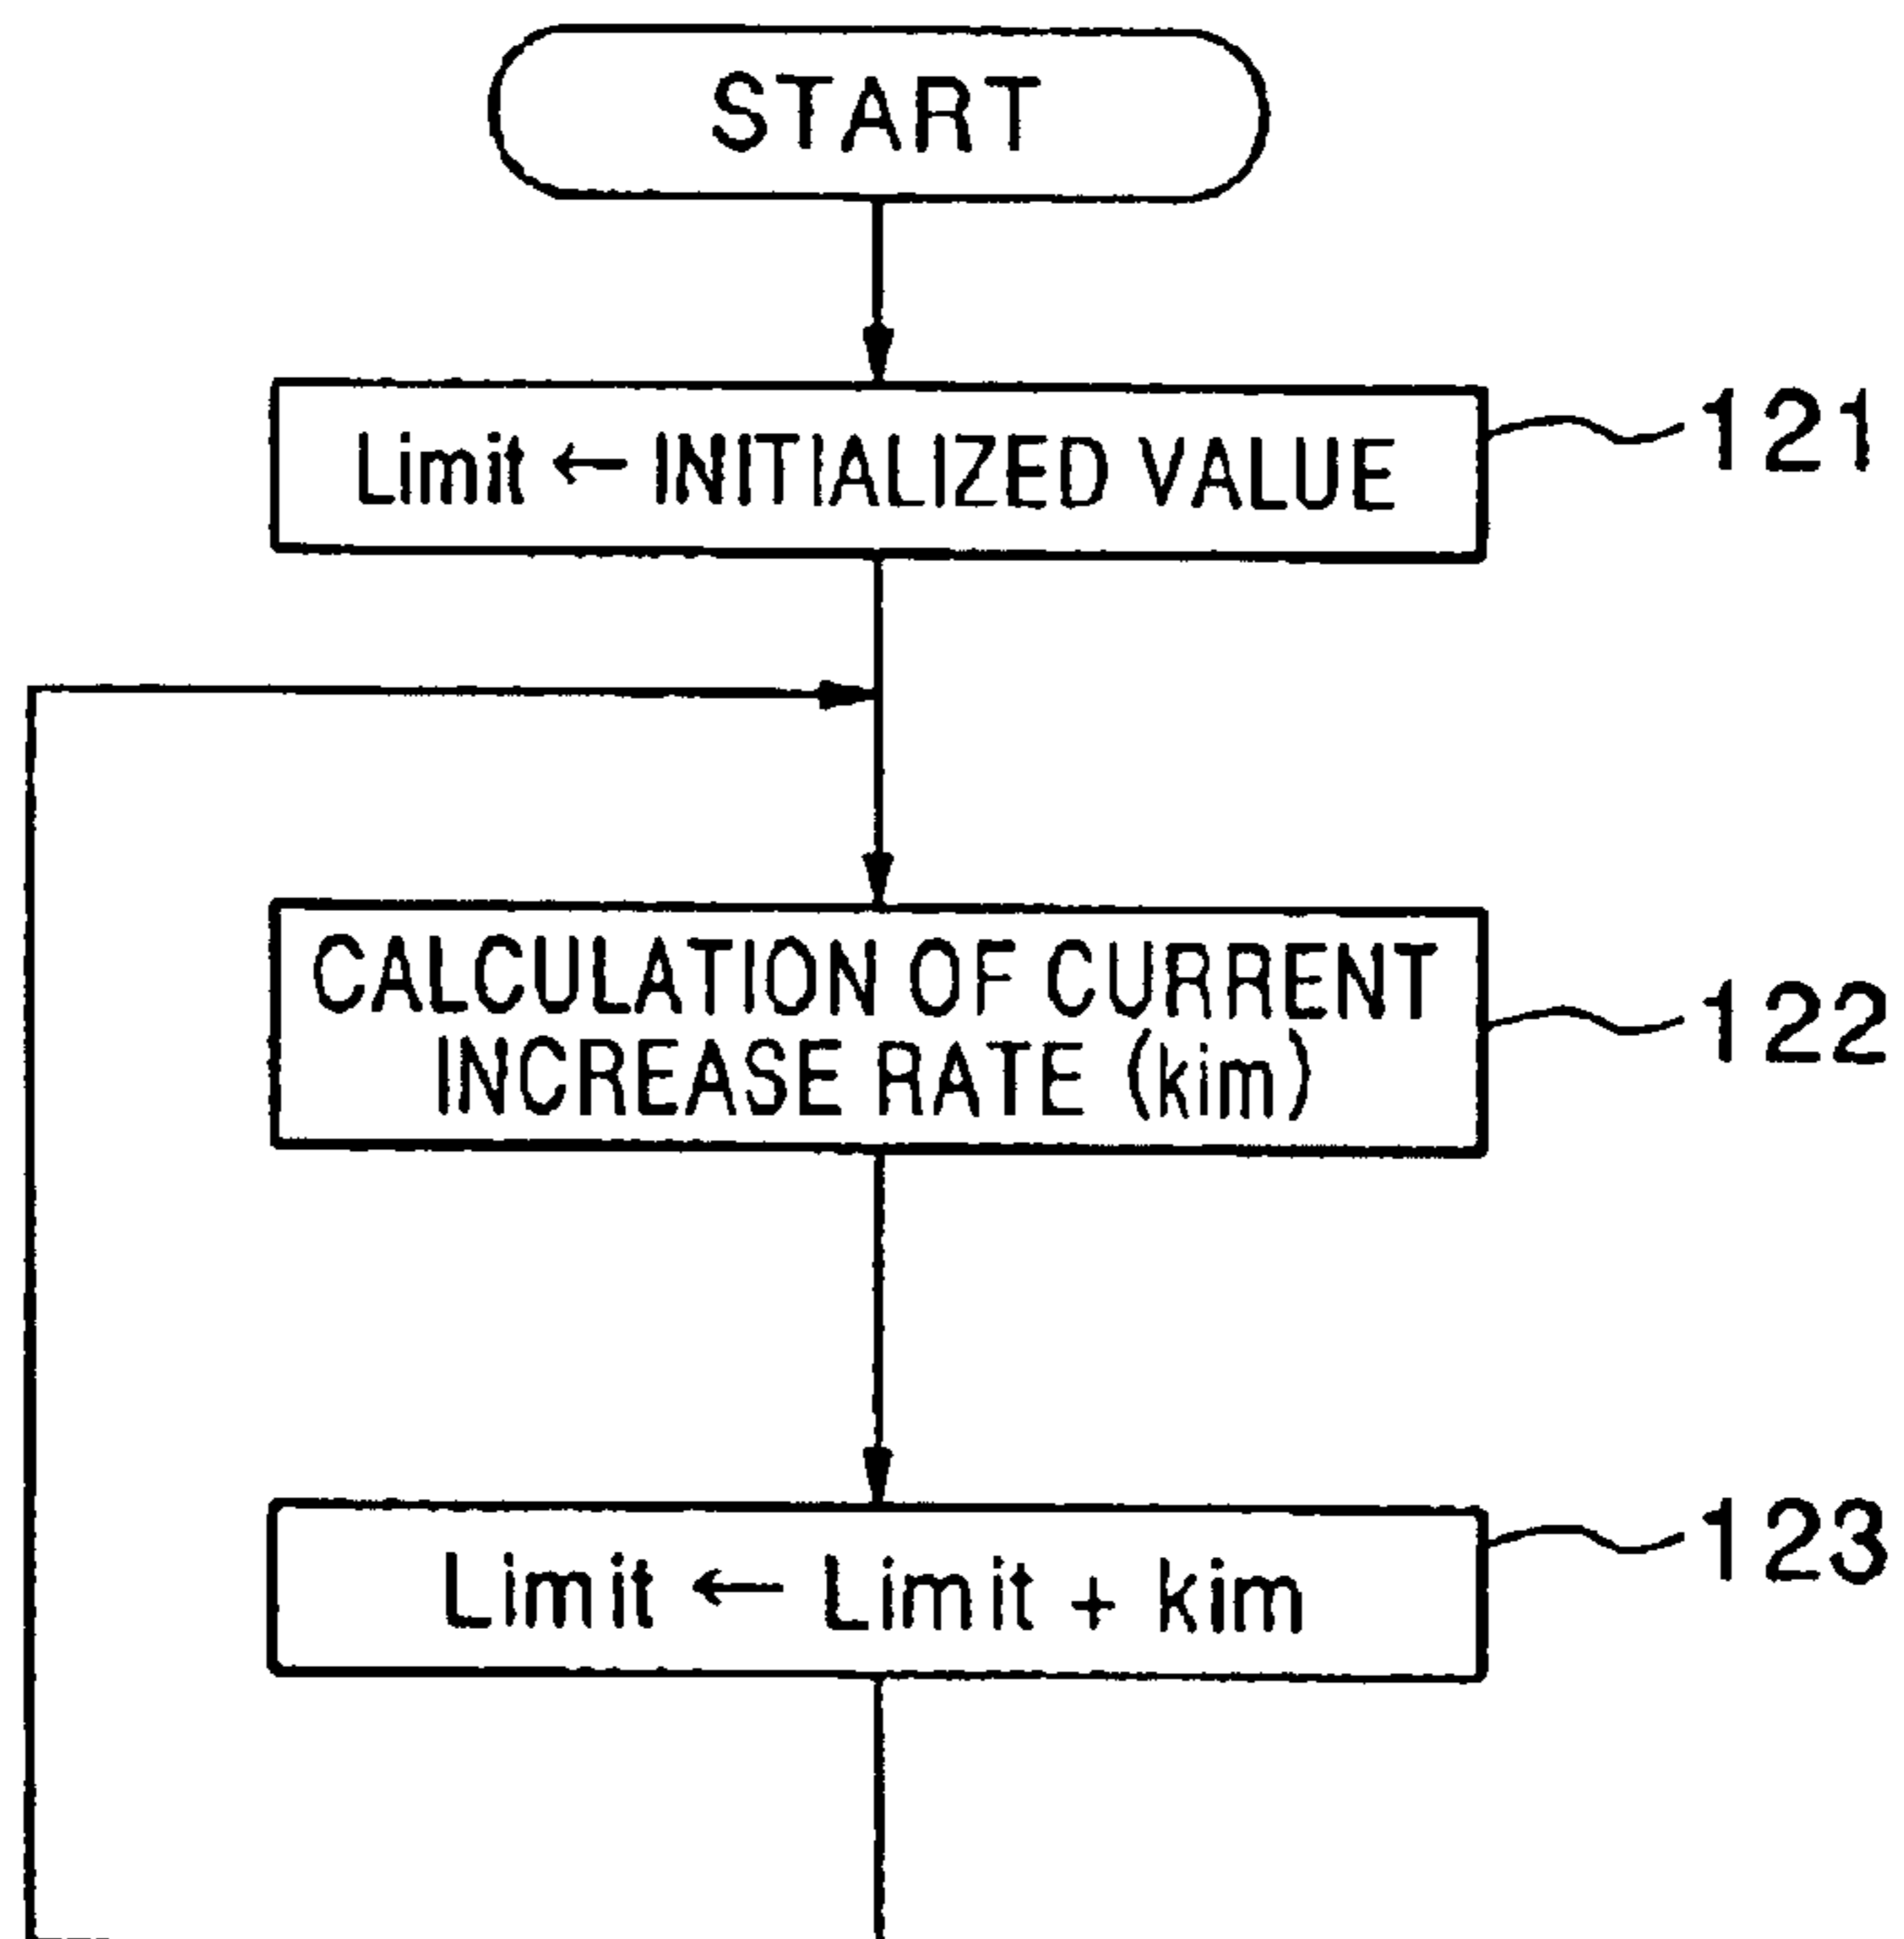 START
Limit ← INITIALIZED VALUE
121
CALCULATION OF CURRENT
INCREASE RATE (kim)
122
Limit ← Limit + kim
123